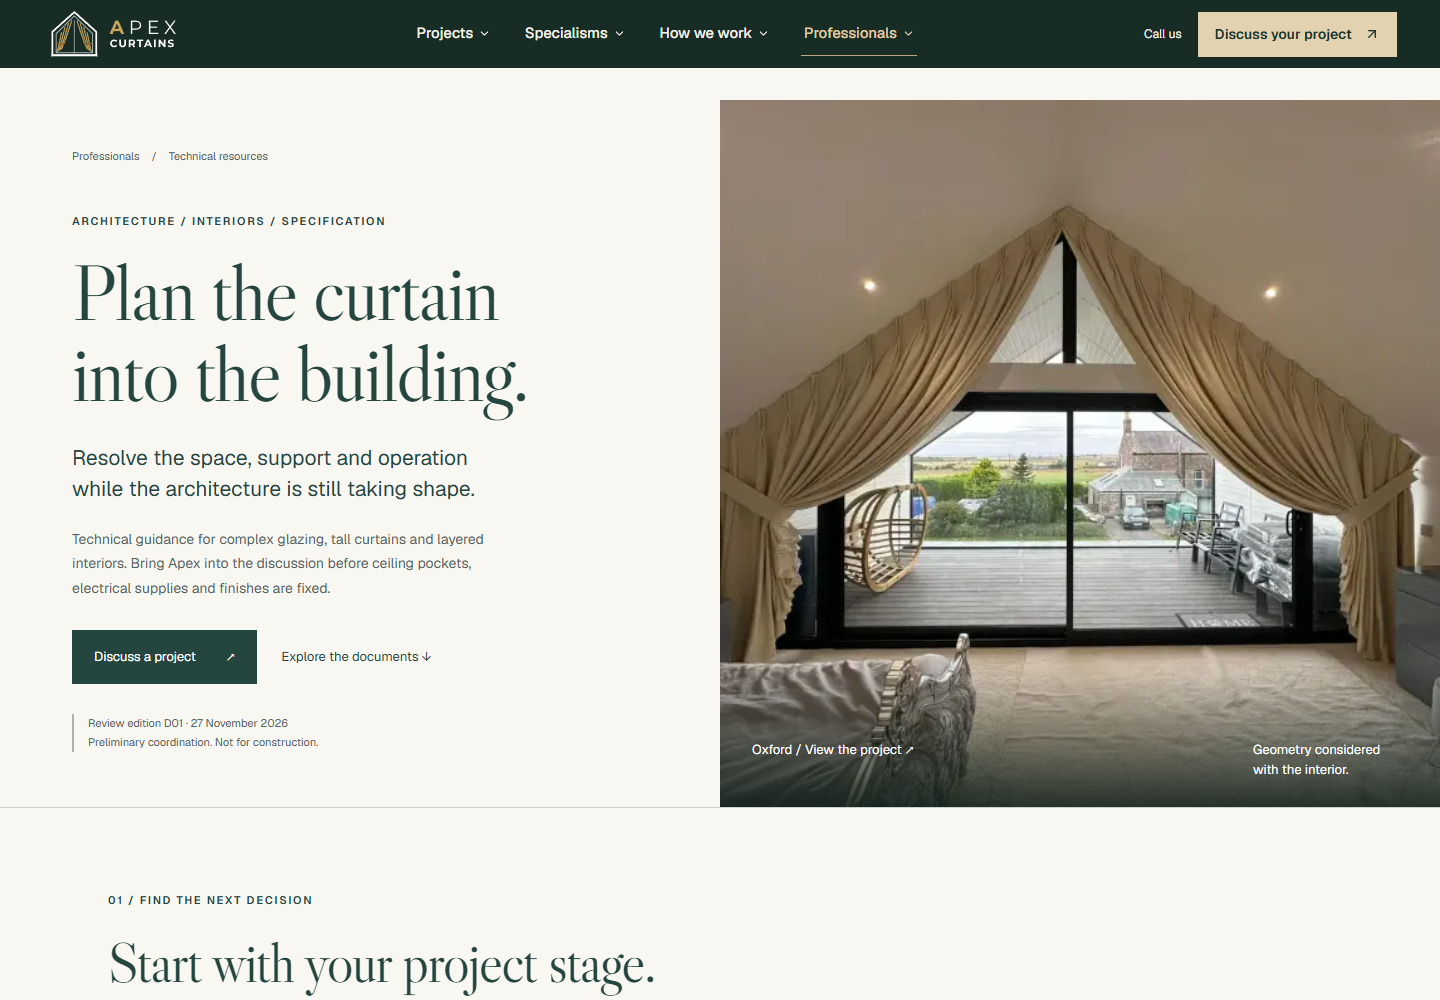 APEX
CURTAINS
Projects
Specialisms
How we work
Professionals
Call us
Discuss your project ↗
Professionals / Technical resources
ARCHITECTURE / INTERIORS / SPECIFICATION
Plan the curtain
into the building.
Resolve the space, support and operation
while the architecture is still taking shape.
Technical guidance for complex glazing, tall curtains and layered
interiors. Bring Apex into the discussion before ceiling pockets,
electrical supplies and finishes are fixed.
Discuss a project ↗
Explore the documents ↓
Review edition D01 · 27 November 2026
Preliminary coordination. Not for construction.
HOME
Oxford / View the project ↗
Geometry considered
with the interior.
01 / FIND THE NEXT DECISION
Start with your project stage.